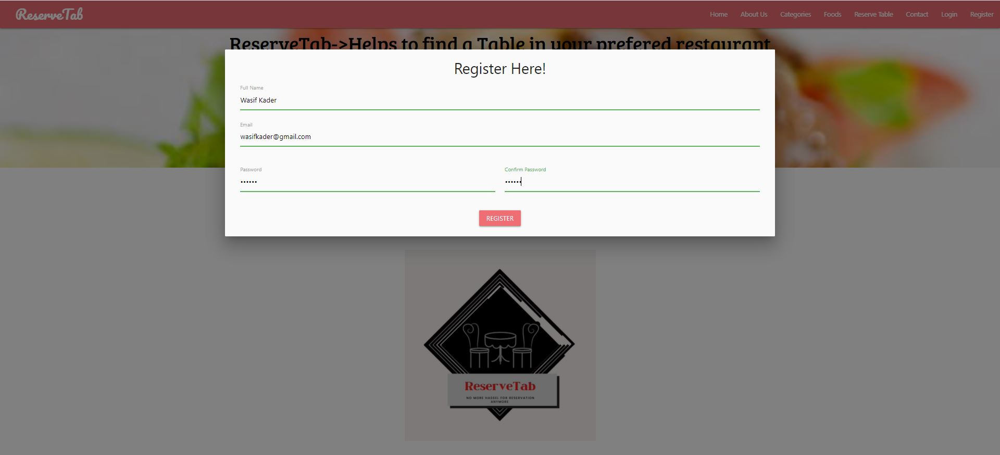 ReserveTab
Home About Us Categories Foods Reserve Table Contact Login Register
ReserveTab->Helps to find a Table in your prefered restaurant
Register Here!
Full Name
Wasif Kader
Email
wasifkader@gmail.com
Password Confirm Password
•••••• ••••••
REGISTER
ReserveTab
NO MORE HASSEL FOR RESERVATION
ANYMORE